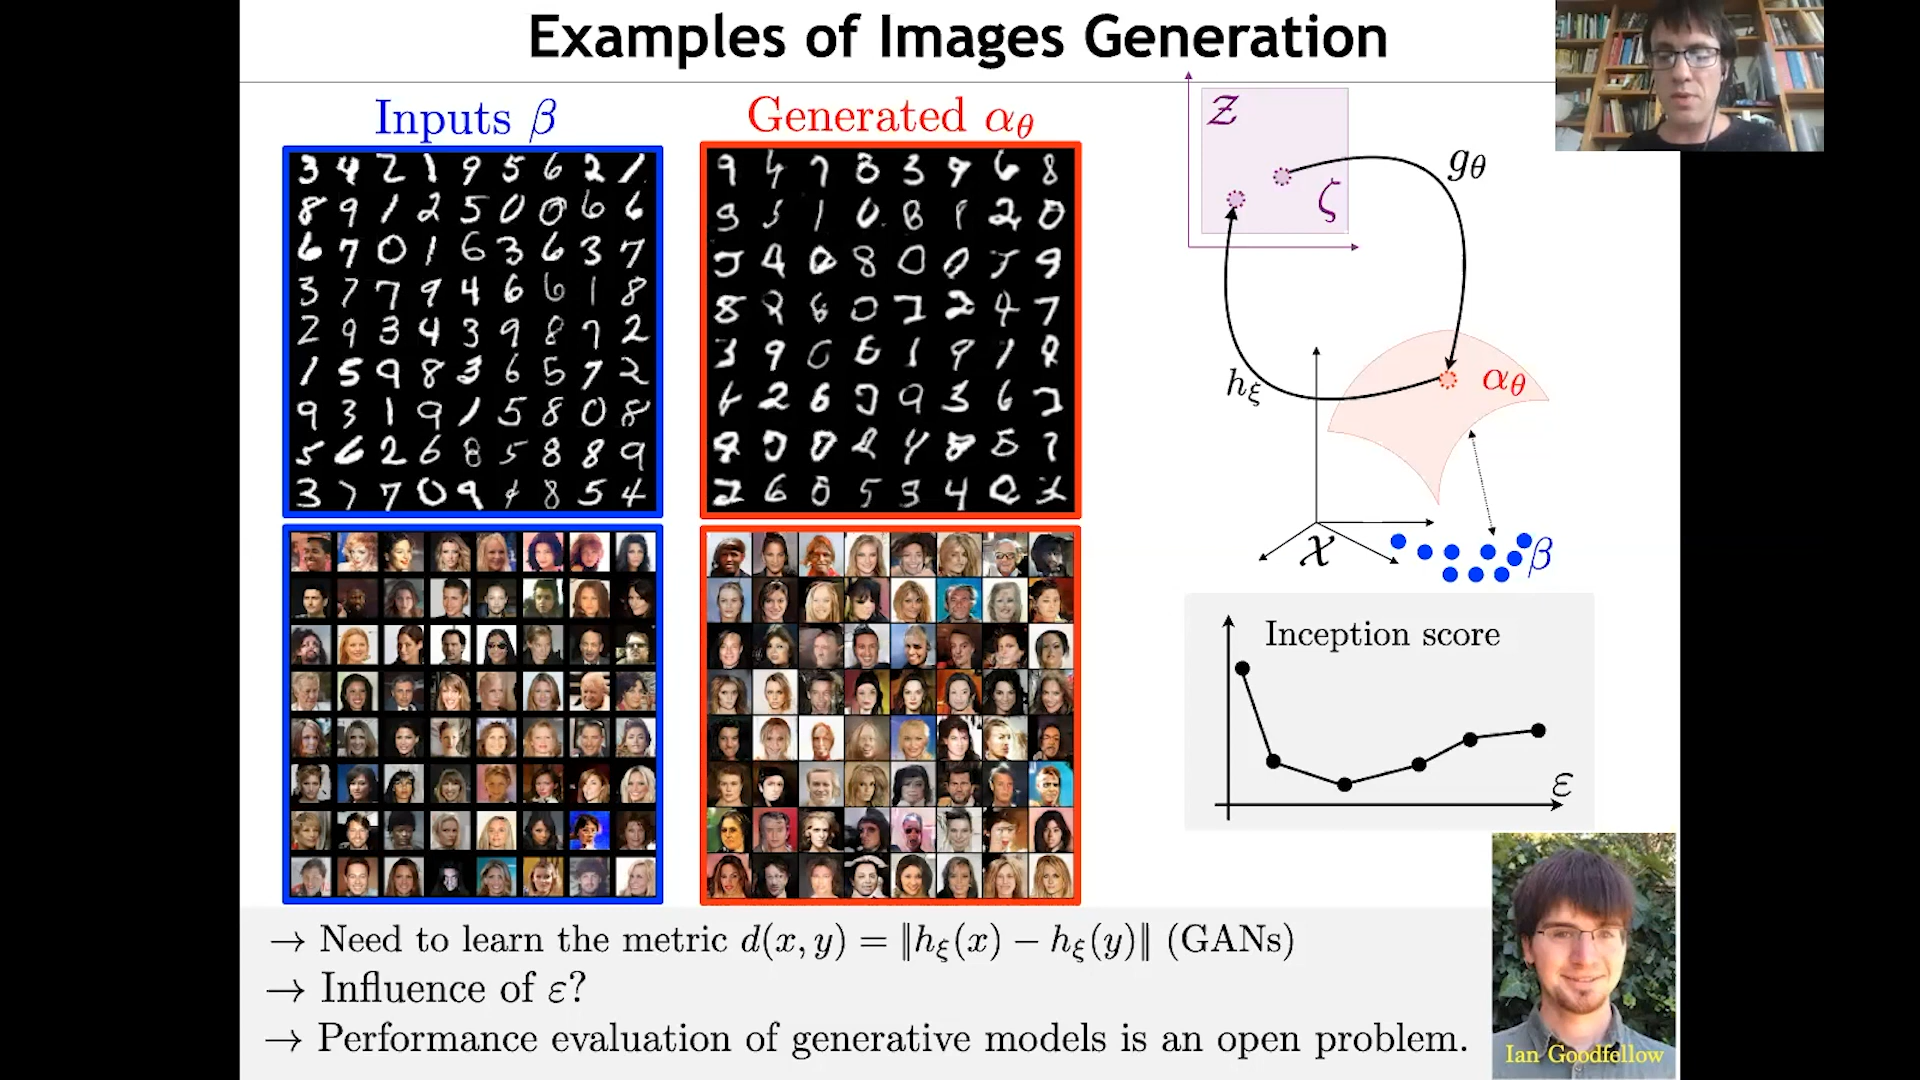 Examples of Images Generation
Inputs β
Generated α_θ
𝒵
ζ
g_θ
h_ξ
α_θ
𝒳
β
Inception score
ε
→ Need to learn the metric d(x, y) = ‖h_ξ(x) − h_ξ(y)‖ (GANs)
→ Influence of ε?
→ Performance evaluation of generative models is an open problem.
Ian Goodfellow